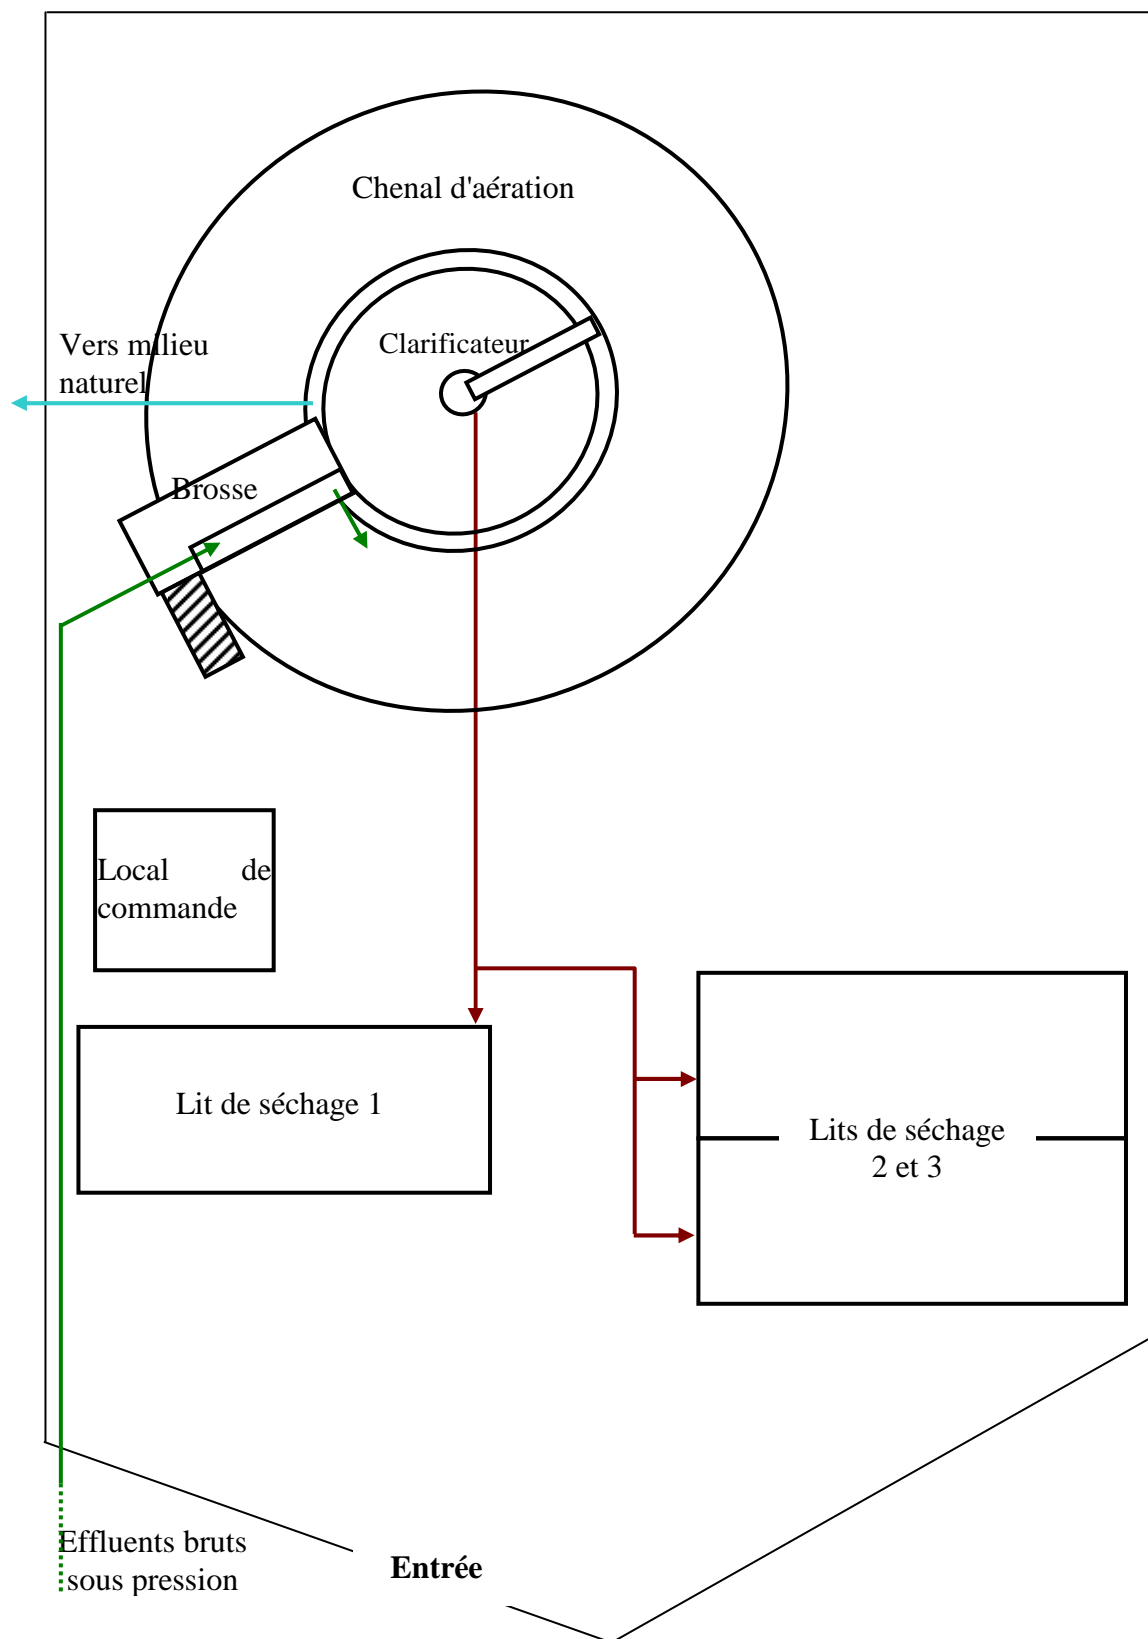 Chenal d'aération
Clarificateur
Vers milieu
naturel
Brosse
Local de
commande
Lit de séchage 1
Lits de séchage
2 et 3
Effluents bruts
sous pression
Entrée